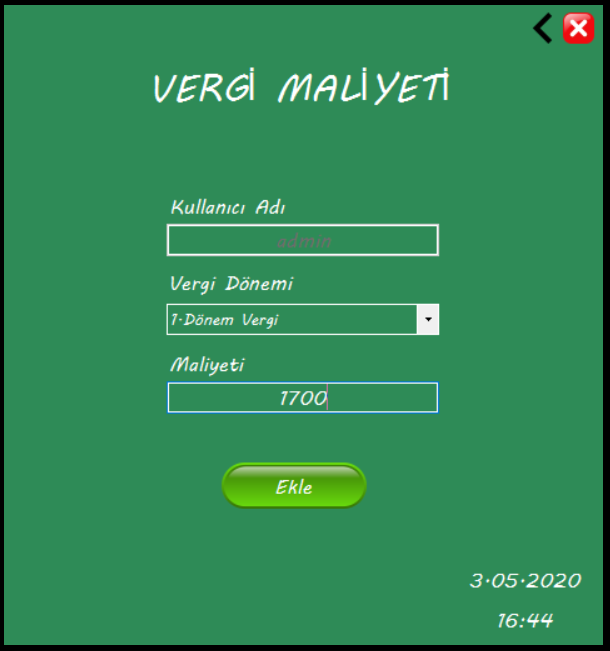 VERGİ MALİYETİ
Kullanıcı Adı
admin
Vergi Dönemi
1-Dönem Vergi
Maliyeti
1700
Ekle
3.05.2020
16:44